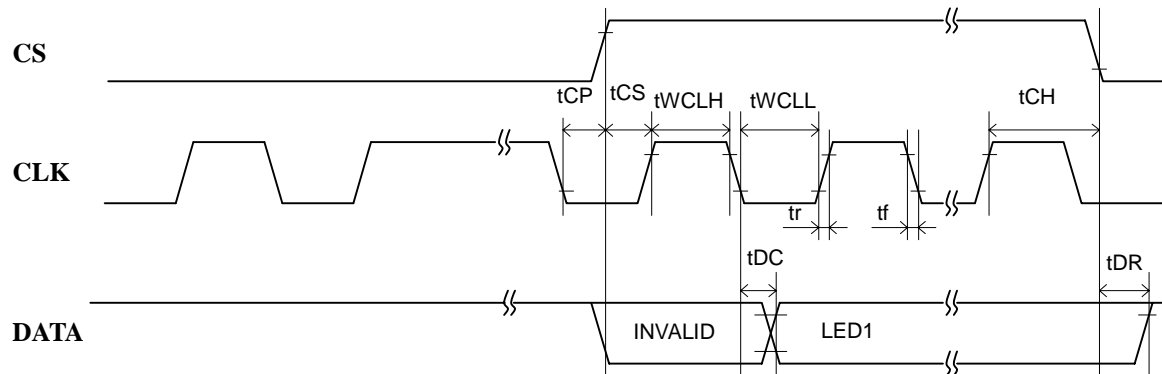 CS
tCP tCS tWCLH tWCLL tCH
CLK
tr tf
tDC tDR
DATA INVALID LED1